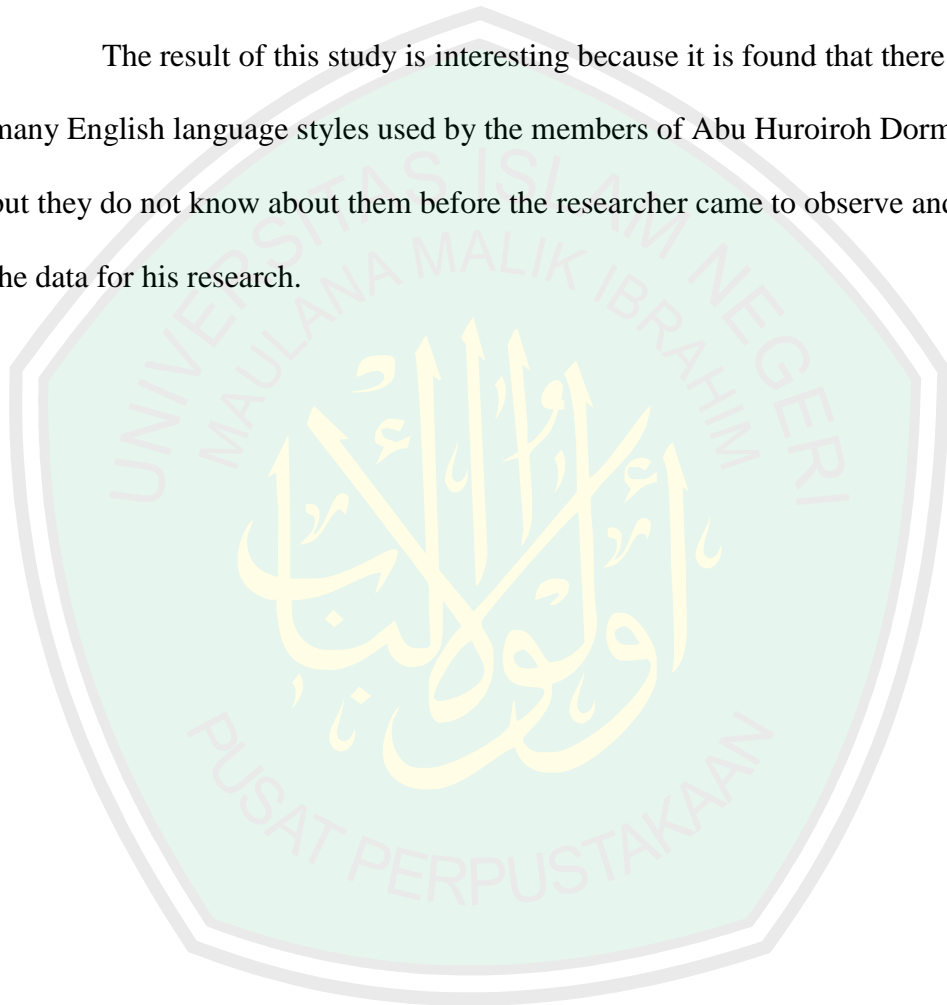 The result of this study is interesting because it is found that there
many English language styles used by the members of Abu Huroiroh Dorm
but they do not know about them before the researcher came to observe and
the data for his research.
UNIVERSITAS ISLAM NEGERI
MAULANA MALIK IBRAHIM
أولوا الألباب
PUSAT PERPUSTAKAAN